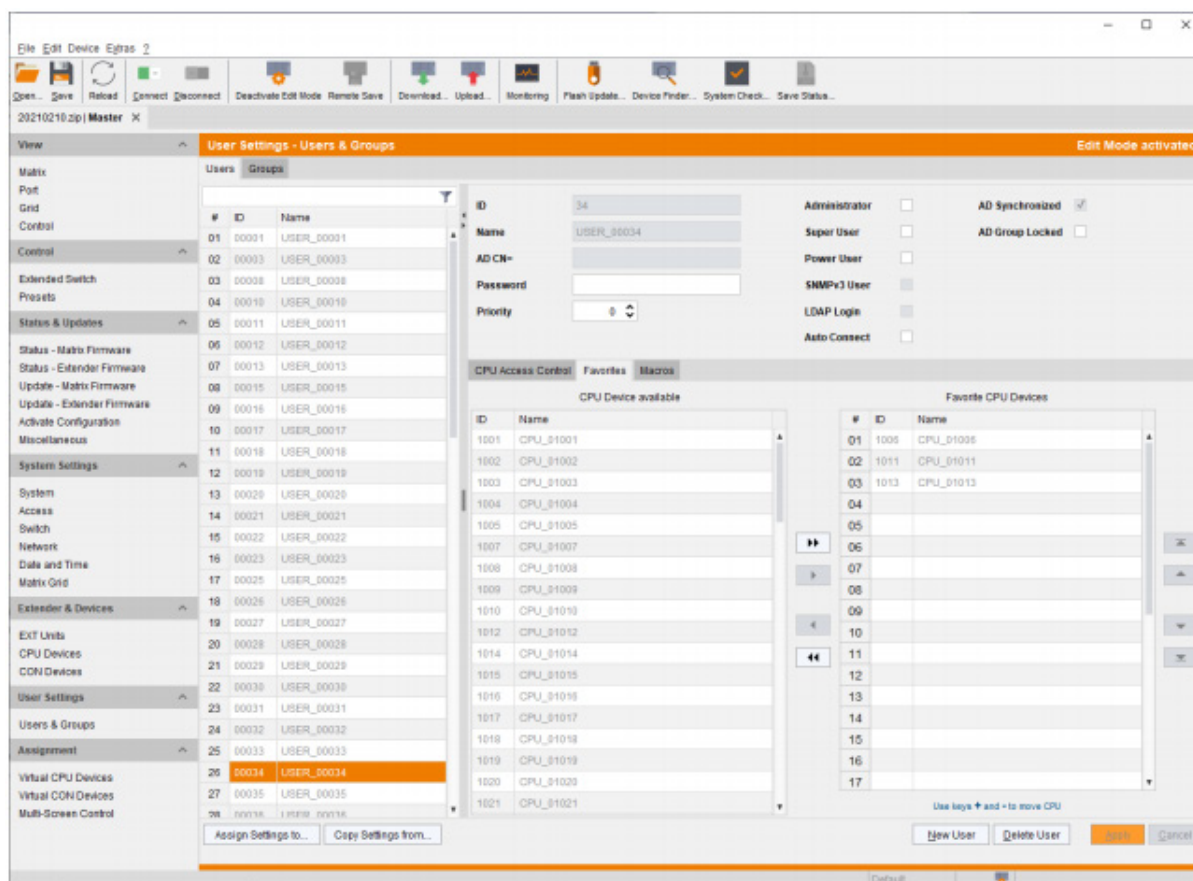 File Edit Device Extras ?
Open... Save Reload Connect Disconnect Deactivate Edit Mode Remote Save Download... Upload... Monitoring Flash Update... Device Finder... System Check... Save Status...
20210210.zip | Master ×
View
Matrix
Port
Grid
Control
Control
Extended Switch
Presets
Status & Updates
Status - Matrix Firmware
Status - Extender Firmware
Update - Matrix Firmware
Update - Extender Firmware
Activate Configuration
Miscellaneous
System Settings
System
Access
Switch
Network
Date and Time
Matrix Grid
Extender & Devices
EXT Units
CPU Devices
CON Devices
User Settings
Users & Groups
Assignment
Virtual CPU Devices
Virtual CON Devices
Multi-Screen Control
User Settings - Users & Groups Edit Mode activated
Users Groups
# ID Name
01 00001 USER_00001
02 00003 USER_00003
03 00008 USER_00008
04 00010 USER_00010
05 00011 USER_00011
06 00012 USER_00012
07 00013 USER_00013
08 00015 USER_00015
09 00016 USER_00016
10 00017 USER_00017
11 00018 USER_00018
12 00019 USER_00019
13 00020 USER_00020
14 00021 USER_00021
15 00022 USER_00022
16 00023 USER_00023
17 00025 USER_00025
18 00026 USER_00026
19 00027 USER_00027
20 00028 USER_00028
21 00029 USER_00029
22 00030 USER_00030
23 00031 USER_00031
24 00032 USER_00032
25 00033 USER_00033
26 00034 USER_00034
27 00035 USER_00035
28 00036 USER_00036
Assign Settings to... Copy Settings from...
ID 34
Name USER_00034
AD CN=
Password
Priority 0
Administrator
Super User
Power User
SNMPv3 User
LDAP Login
Auto Connect
AD Synchronized
AD Group Locked
CPU Access Control Favorites Macros
CPU Device available
ID Name
1001 CPU_01001
1002 CPU_01002
1003 CPU_01003
1004 CPU_01004
1005 CPU_01005
1007 CPU_01007
1008 CPU_01008
1009 CPU_01009
1010 CPU_01010
1012 CPU_01012
1014 CPU_01014
1015 CPU_01015
1016 CPU_01016
1017 CPU_01017
1018 CPU_01018
1019 CPU_01019
1020 CPU_01020
1021 CPU_01021
Favorite CPU Devices
# ID Name
01 1006 CPU_01006
02 1011 CPU_01011
03 1013 CPU_01013
04
05
06
07
08
09
10
11
12
13
14
15
16
17
Use keys + and - to move CPU
New User Delete User Apply Cancel
Default